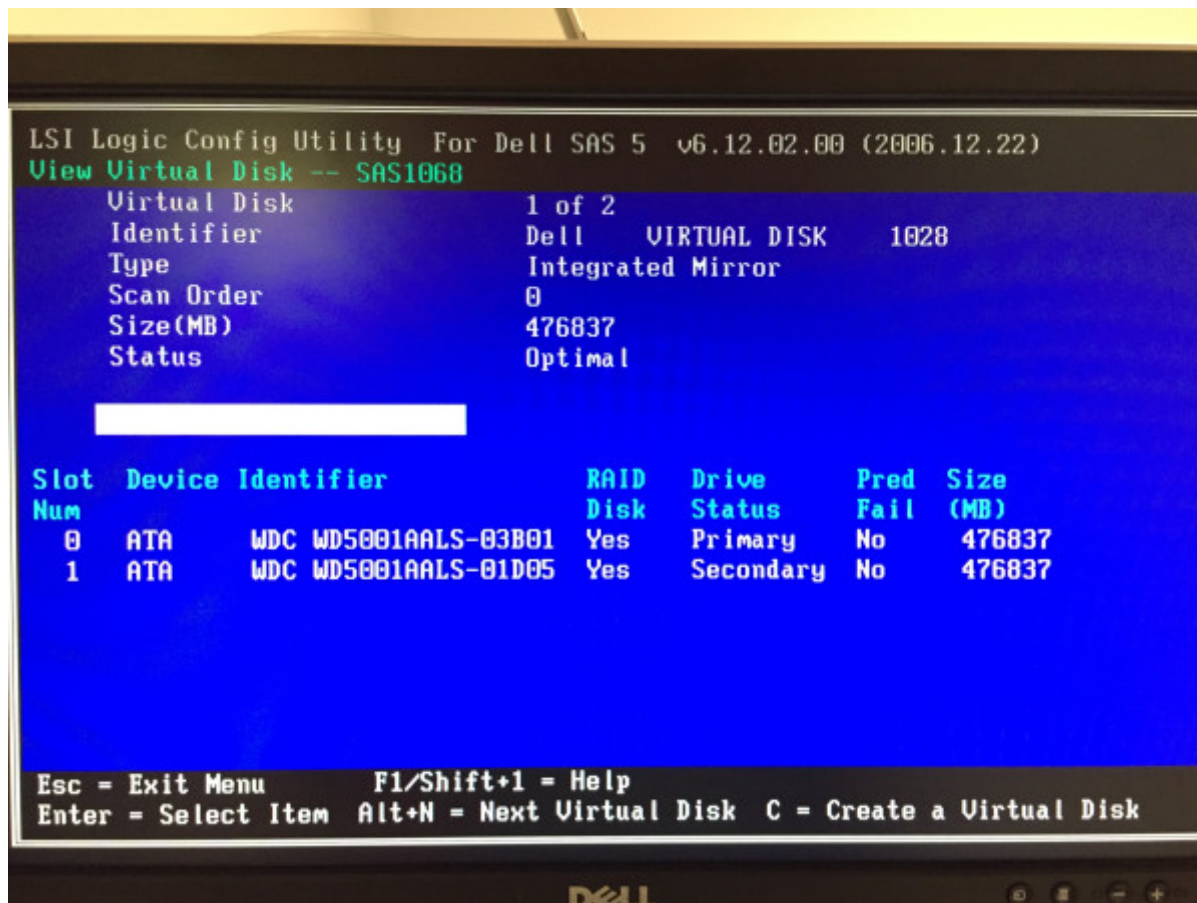 LSI Logic Config Utility For Dell SAS 5 v6.12.02.00 (2006.12.22)
View Virtual Disk -- SAS1068
Virtual Disk 1 of 2
Identifier Dell VIRTUAL DISK 1028
Type Integrated Mirror
Scan Order 0
Size(MB) 476837
Status Optimal
Slot Device Identifier RAID Drive Pred Size
Num Disk Status Fail (MB)
0 ATA WDC WD5001AALS-03B01 Yes Primary No 476837
1 ATA WDC WD5001AALS-01D05 Yes Secondary No 476837
Esc = Exit Menu F1/Shift+1 = Help
Enter = Select Item Alt+N = Next Virtual Disk C = Create a Virtual Disk
DELL